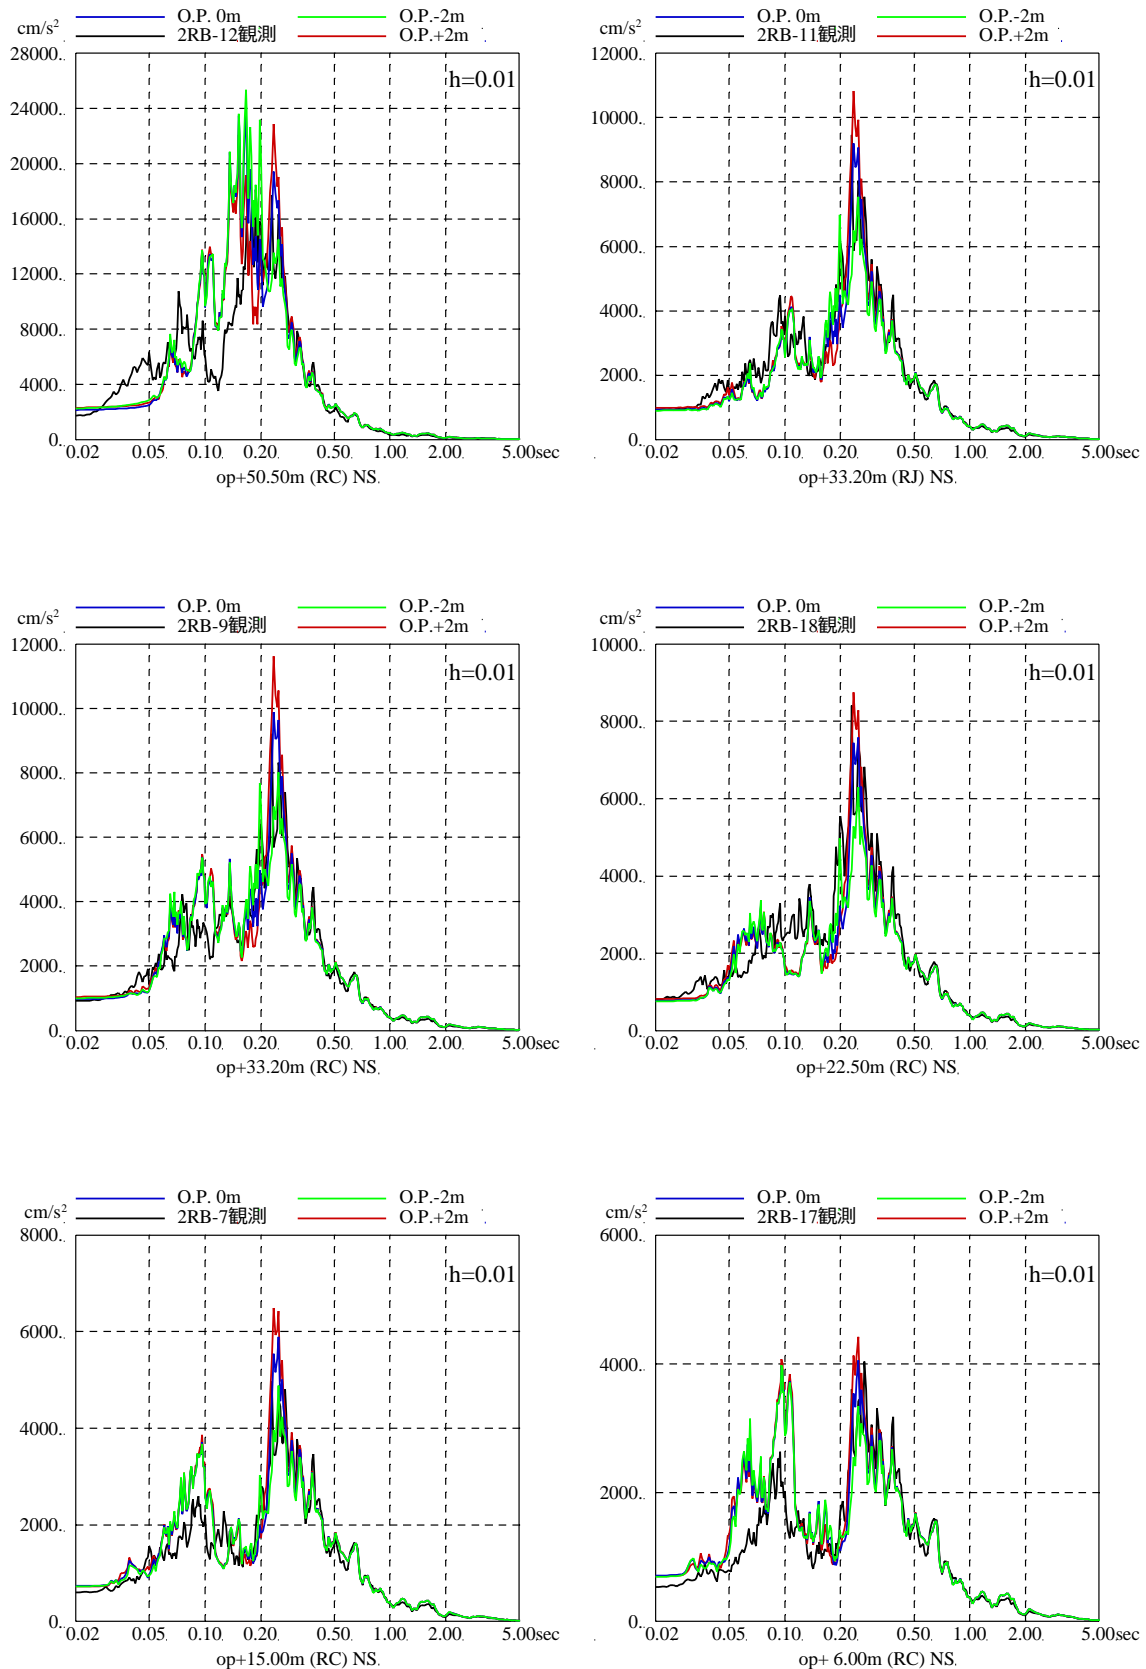 O.P. 0m O.P.-2m
cm/s² 2RB-12観測 O.P.+2m
28000.
h=0.01
24000.
20000.
16000.
12000.
8000.
4000.
0.
0.02 0.05 0.10 0.20 0.50 1.00 2.00 5.00sec
op+50.50m (RC) NS
O.P. 0m O.P.-2m
cm/s² 2RB-11観測 O.P.+2m
12000.
h=0.01
10000.
8000.
6000.
4000.
2000.
0.
0.02 0.05 0.10 0.20 0.50 1.00 2.00 5.00sec
op+33.20m (RJ) NS
O.P. 0m O.P.-2m
cm/s² 2RB-9観測 O.P.+2m
12000.
h=0.01
10000.
8000.
6000.
4000.
2000.
0.
0.02 0.05 0.10 0.20 0.50 1.00 2.00 5.00sec
op+33.20m (RC) NS
O.P. 0m O.P.-2m
cm/s² 2RB-18観測 O.P.+2m
10000.
h=0.01
8000.
6000.
4000.
2000.
0.
0.02 0.05 0.10 0.20 0.50 1.00 2.00 5.00sec
op+22.50m (RC) NS
O.P. 0m O.P.-2m
cm/s² 2RB-7観測 O.P.+2m
8000.
h=0.01
6000.
4000.
2000.
0.
0.02 0.05 0.10 0.20 0.50 1.00 2.00 5.00sec
op+15.00m (RC) NS
O.P. 0m O.P.-2m
cm/s² 2RB-17観測 O.P.+2m
6000.
h=0.01
4000.
2000.
0.
0.02 0.05 0.10 0.20 0.50 1.00 2.00 5.00sec
op+ 6.00m (RC) NS